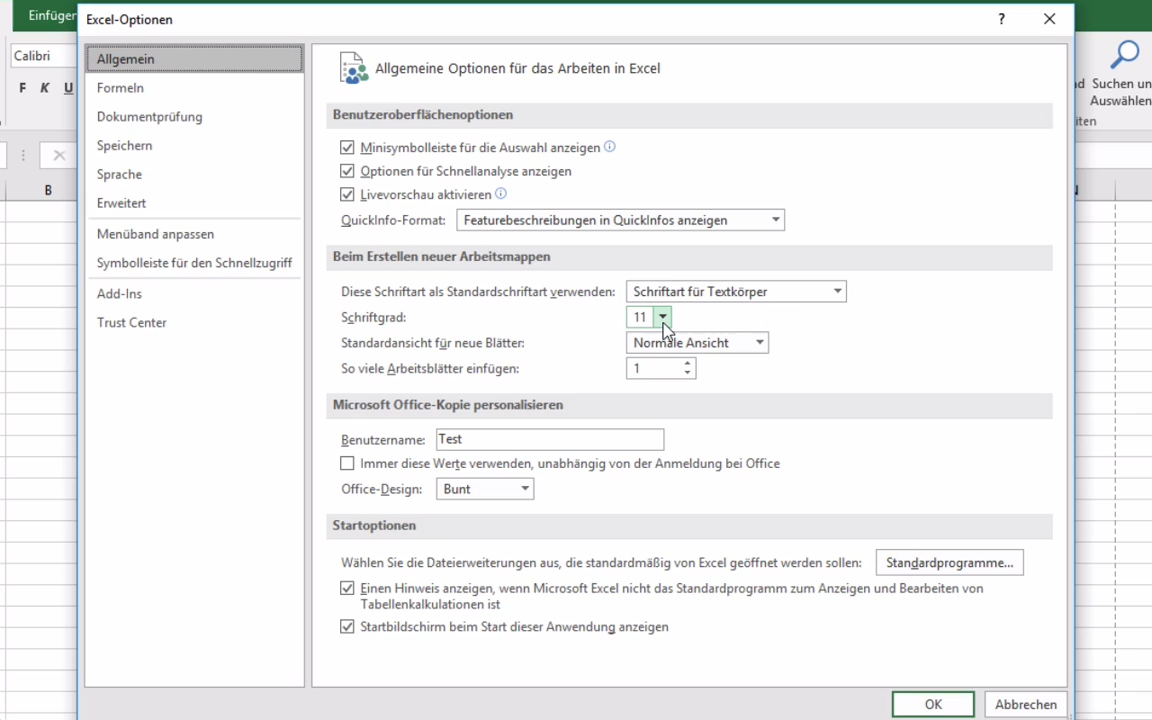 Einfügen
Excel-Optionen
?
Calibri
F K U
Suchen un
Auswählen
B
Allgemein
Formeln
Dokumentprüfung
Speichern
Sprache
Erweitert
Menüband anpassen
Symbolleiste für den Schnellzugriff
Add-Ins
Trust Center
Allgemeine Optionen für das Arbeiten in Excel
Benutzeroberflächenoptionen
Minisymbolleiste für die Auswahl anzeigen
Optionen für Schnellanalyse anzeigen
Livevorschau aktivieren
QuickInfo-Format: Featurebeschreibungen in QuickInfos anzeigen
Beim Erstellen neuer Arbeitsmappen
Diese Schriftart als Standardschriftart verwenden: Schriftart für Textkörper
Schriftgrad: 11
Standardansicht für neue Blätter: Normale Ansicht
So viele Arbeitsblätter einfügen: 1
Microsoft Office-Kopie personalisieren
Benutzername: Test
Immer diese Werte verwenden, unabhängig von der Anmeldung bei Office
Office-Design: Bunt
Startoptionen
Wählen Sie die Dateierweiterungen aus, die standardmäßig von Excel geöffnet werden sollen: Standardprogramme...
Einen Hinweis anzeigen, wenn Microsoft Excel nicht das Standardprogramm zum Anzeigen und Bearbeiten von
Tabellenkalkulationen ist
Startbildschirm beim Start dieser Anwendung anzeigen
OK Abbrechen